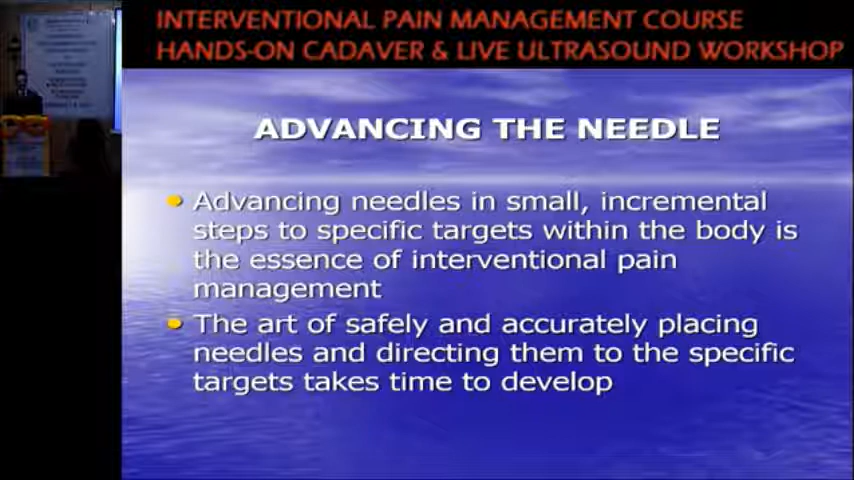 INTERVENTIONAL PAIN MANAGEMENT COURSE
HANDS-ON CADAVER & LIVE ULTRASOUND WORKSHOP
ADVANCING THE NEEDLE
• Advancing needles in small, incremental
steps to specific targets within the body is
the essence of interventional pain
management
• The art of safely and accurately placing
needles and directing them to the specific
targets takes time to develop